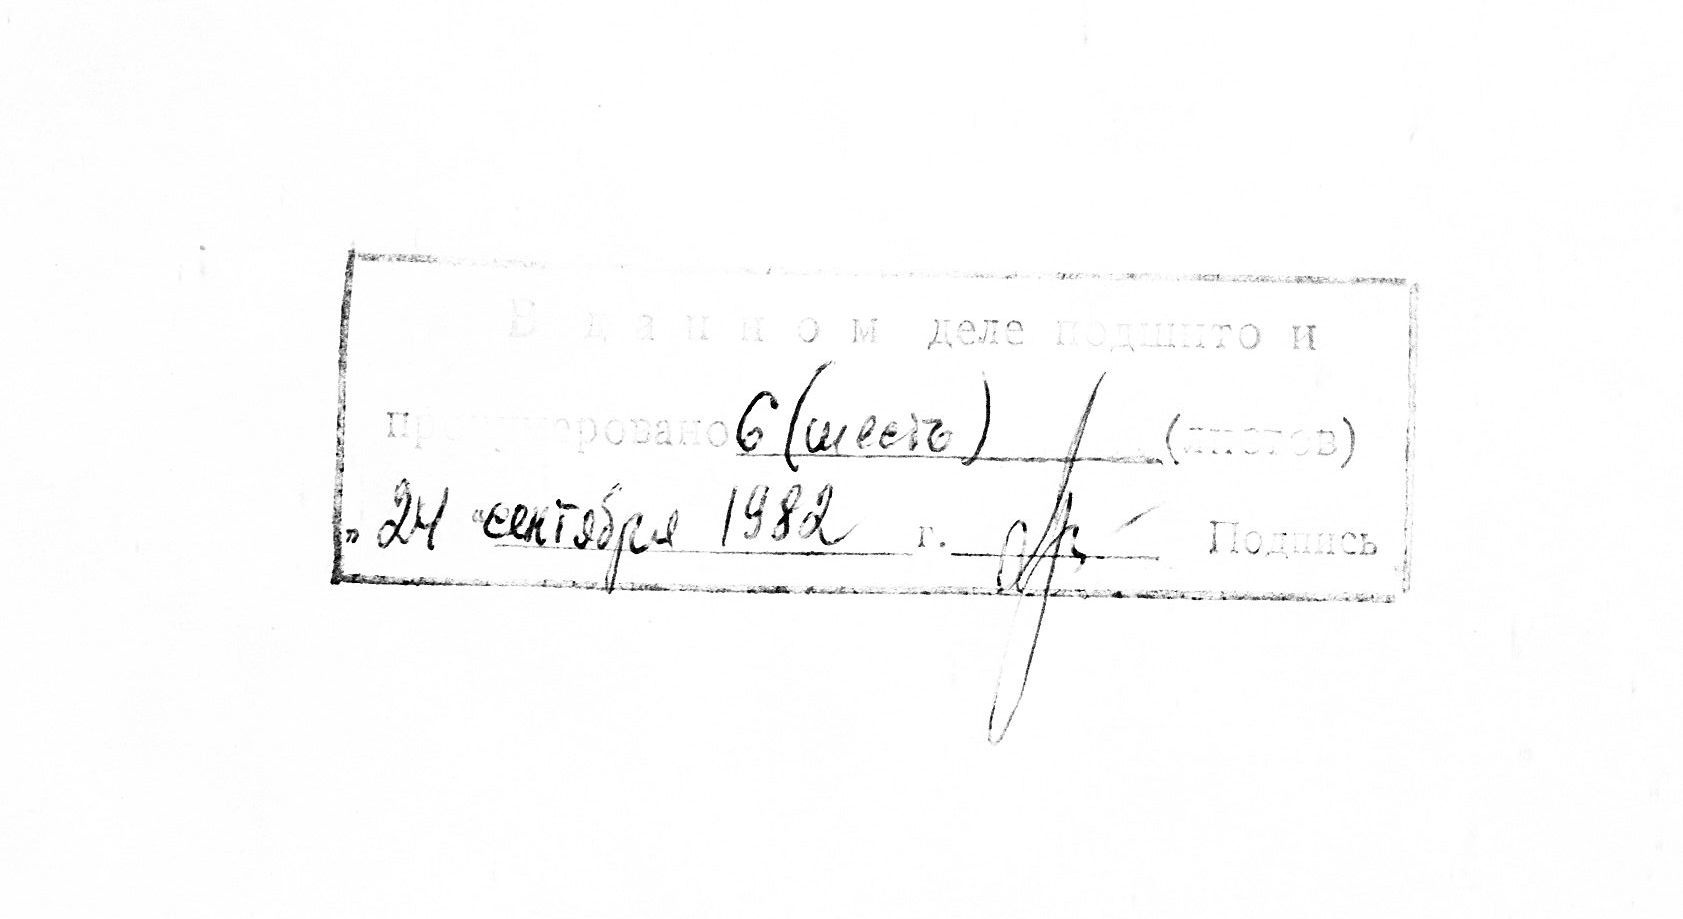 В данном деле подшито и
пронумеровано 6 (шесть) (листов)
„24“ сентября 1982 г. Подпись